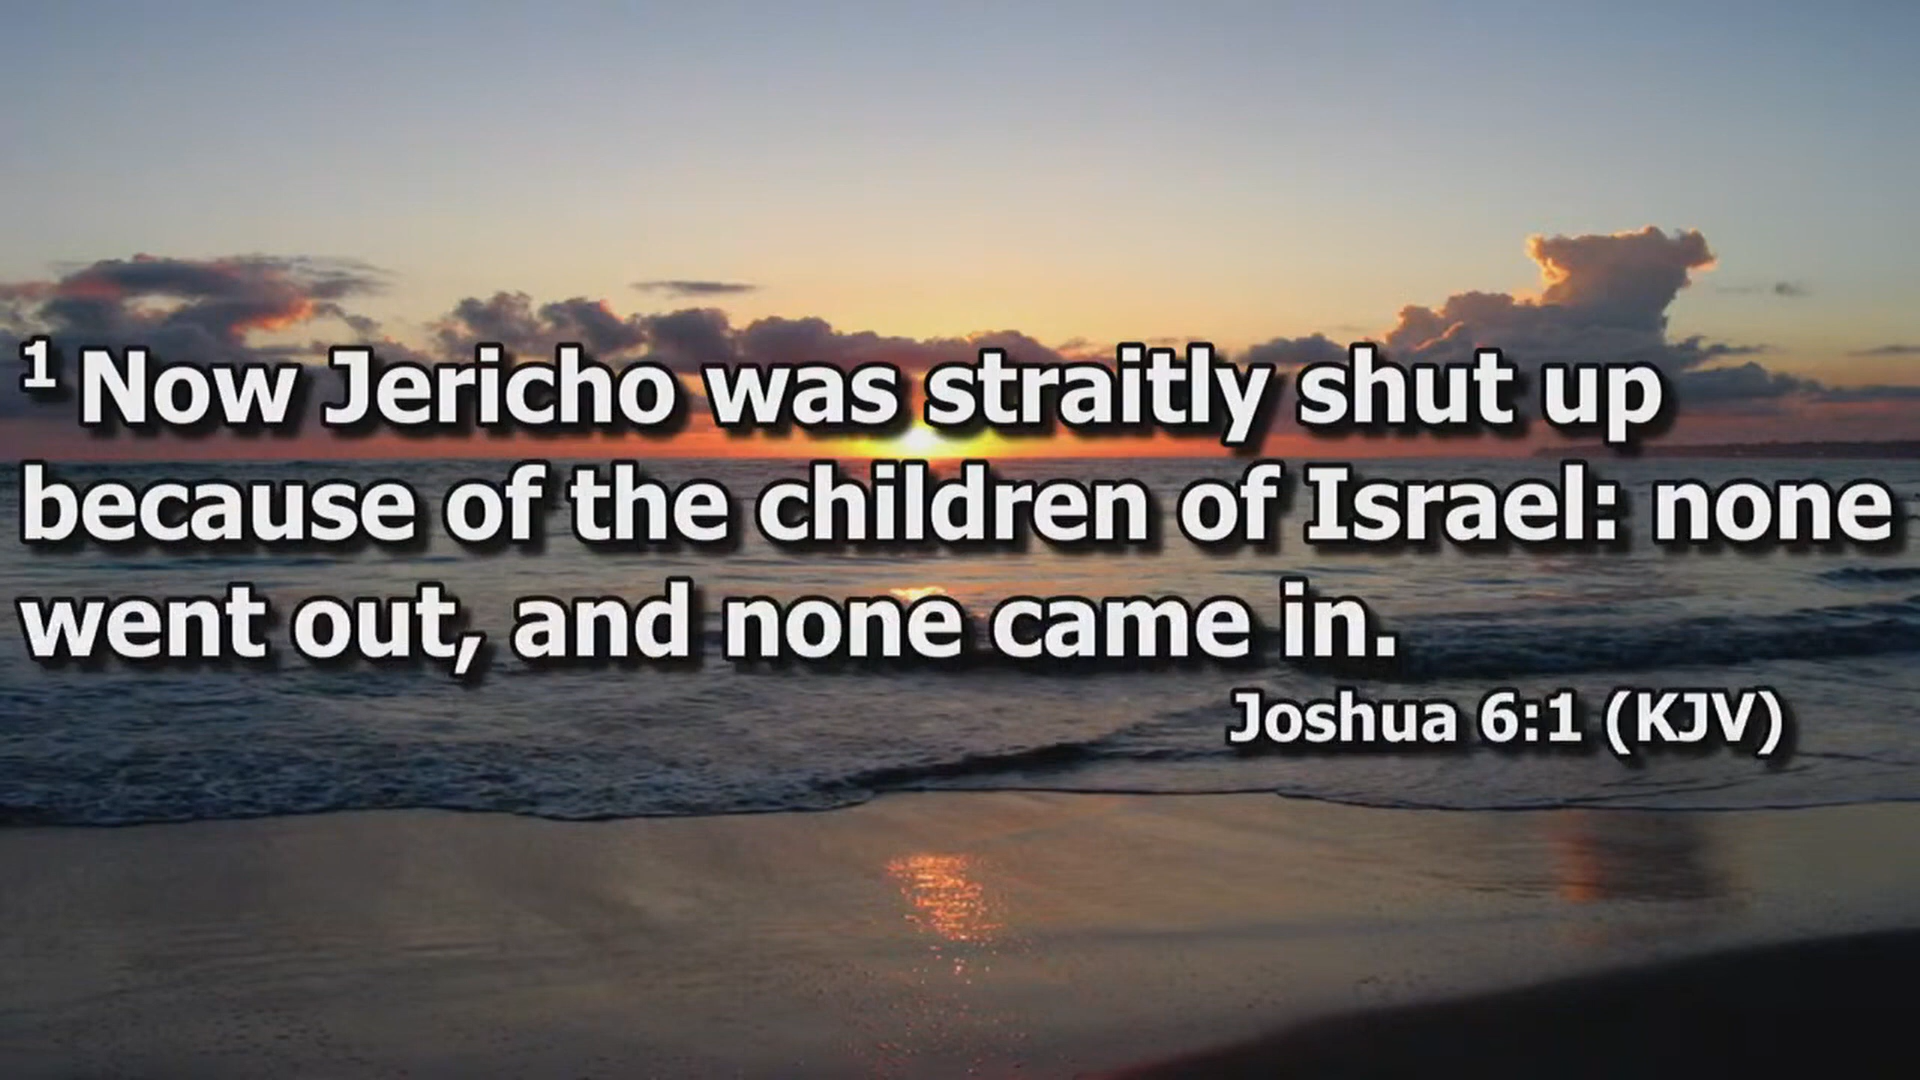 1 Now Jericho was straitly shut up
because of the children of Israel: none
went out, and none came in.
Joshua 6:1 (KJV)